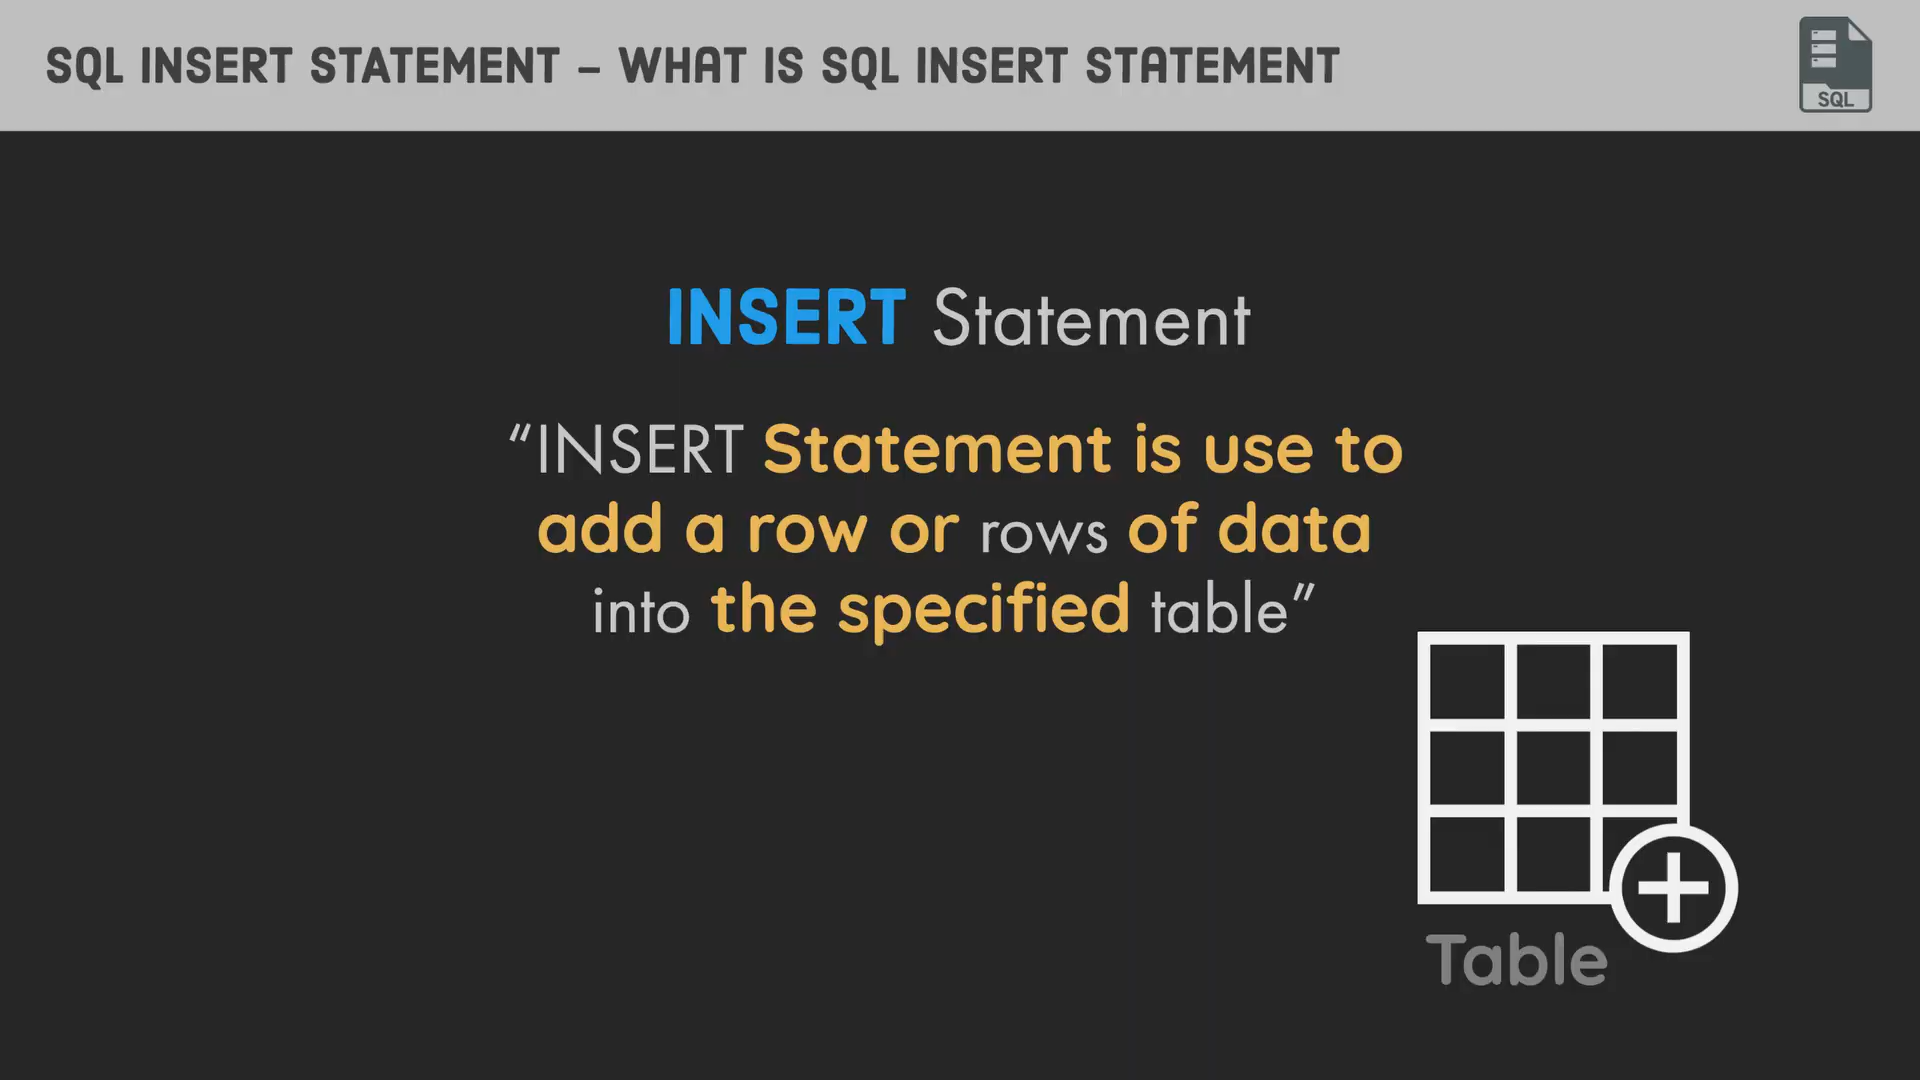 SQL INSERT STATEMENT – WHAT IS SQL INSERT STATEMENT
SQL
INSERT Statement
“INSERT Statement is use to
add a row or rows of data
into the specified table”
Table